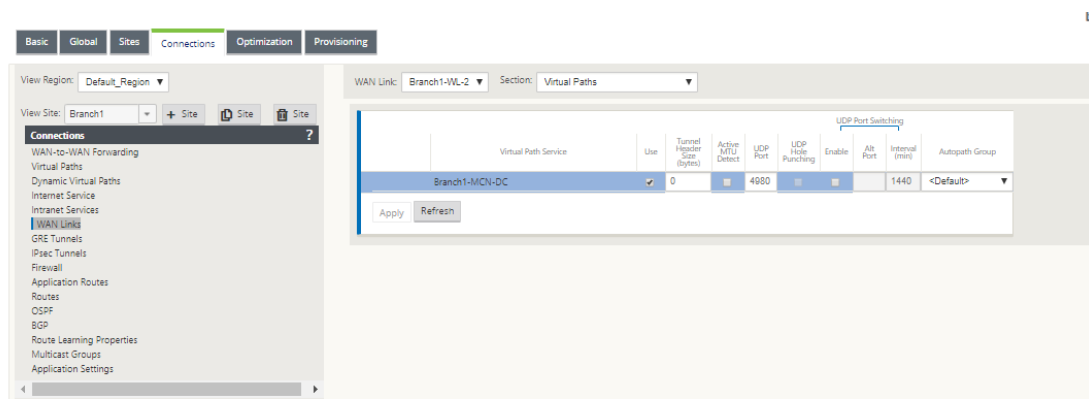 Basic Global Sites Connections Optimization Provisioning
View Region: Default_Region
WAN Link: Branch1-WL-2 Section: Virtual Paths
View Site: Branch1 + Site Site Site
Connections ?
WAN-to-WAN Forwarding
Virtual Paths
Dynamic Virtual Paths
Internet Service
Intranet Services
WAN Links
GRE Tunnels
IPsec Tunnels
Firewall
Application Routes
Routes
OSPF
BGP
Route Learning Properties
Multicast Groups
Application Settings
UDP Port Switching
Virtual Path Service Use Tunnel Header Size (bytes) Active MTU Detect UDP Port UDP Hole Punching Enable Alt Port Interval (min) Autopath Group
Branch1-MCN-DC 0 4980 1440 <Default>
Apply Refresh